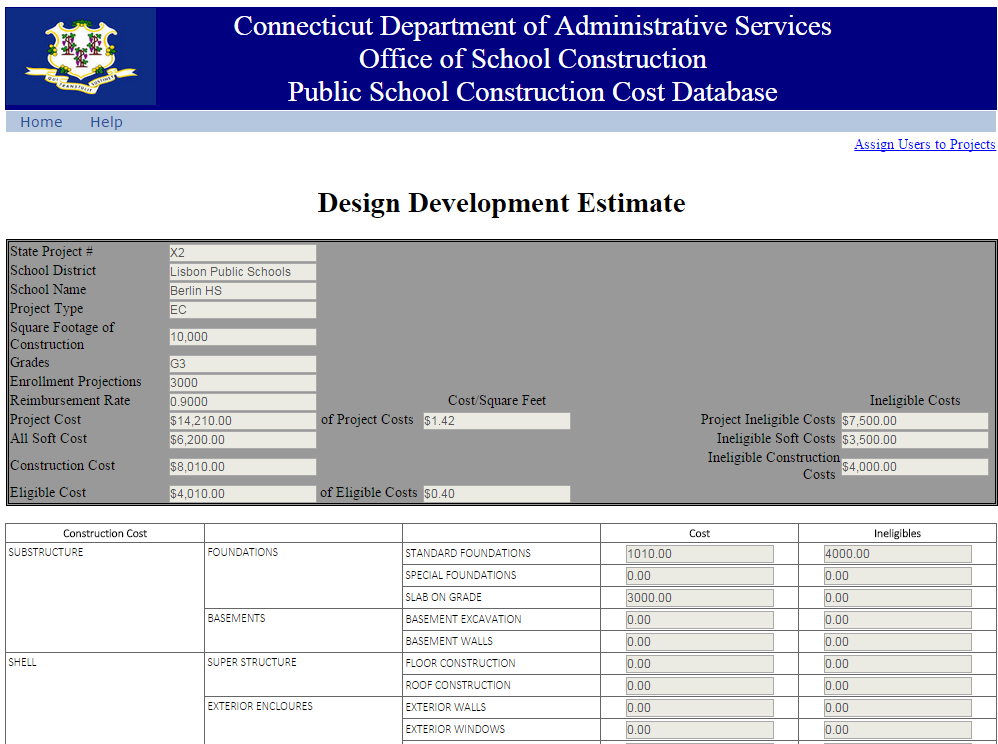 Connecticut Department of Administrative Services
Office of School Construction
Public School Construction Cost Database
Home Help
Assign Users to Projects
Design Development Estimate
State Project # X2
School District Lisbon Public Schools
School Name Berlin HS
Project Type EC
Square Footage of
Construction 10,000
Grades G3
Enrollment Projections 3000
Reimbursement Rate 0.9000 Cost/Square Feet Ineligible Costs
Project Cost $14,210.00 of Project Costs $1.42 Project Ineligible Costs $7,500.00
All Soft Cost $6,200.00 Ineligible Soft Costs $3,500.00
Construction Cost $8,010.00 Ineligible Construction
Costs $4,000.00
Eligible Cost $4,010.00 of Eligible Costs $0.40
Construction Cost Cost Ineligibles
SUBSTRUCTURE FOUNDATIONS STANDARD FOUNDATIONS 1010.00 4000.00
SPECIAL FOUNDATIONS 0.00 0.00
SLAB ON GRADE 3000.00 0.00
BASEMENTS BASEMENT EXCAVATION 0.00 0.00
BASEMENT WALLS 0.00 0.00
SHELL SUPER STRUCTURE FLOOR CONSTRUCTION 0.00 0.00
ROOF CONSTRUCTION 0.00 0.00
EXTERIOR ENCLOURES EXTERIOR WALLS 0.00 0.00
EXTERIOR WINDOWS 0.00 0.00